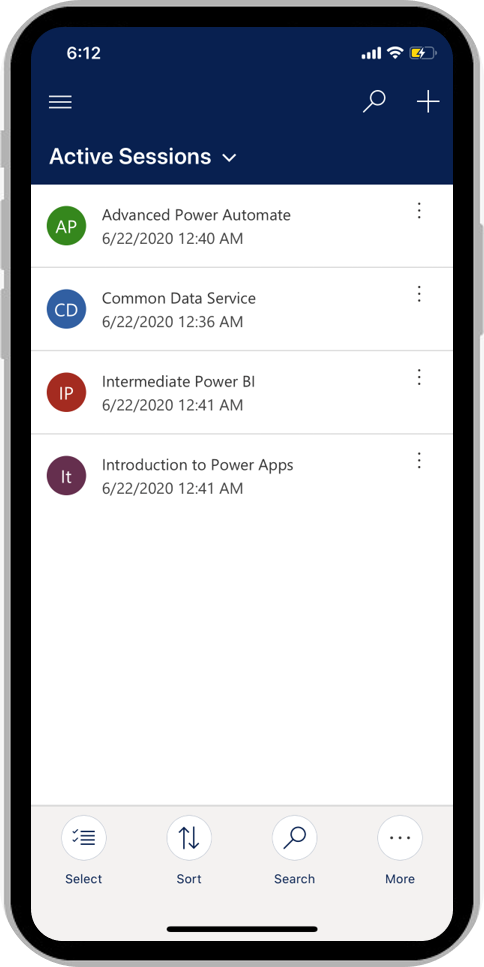 6:12
Active Sessions
AP
Advanced Power Automate
6/22/2020 12:40 AM
CD
Common Data Service
6/22/2020 12:36 AM
IP
Intermediate Power BI
6/22/2020 12:41 AM
It
Introduction to Power Apps
6/22/2020 12:41 AM
Select Sort Search More